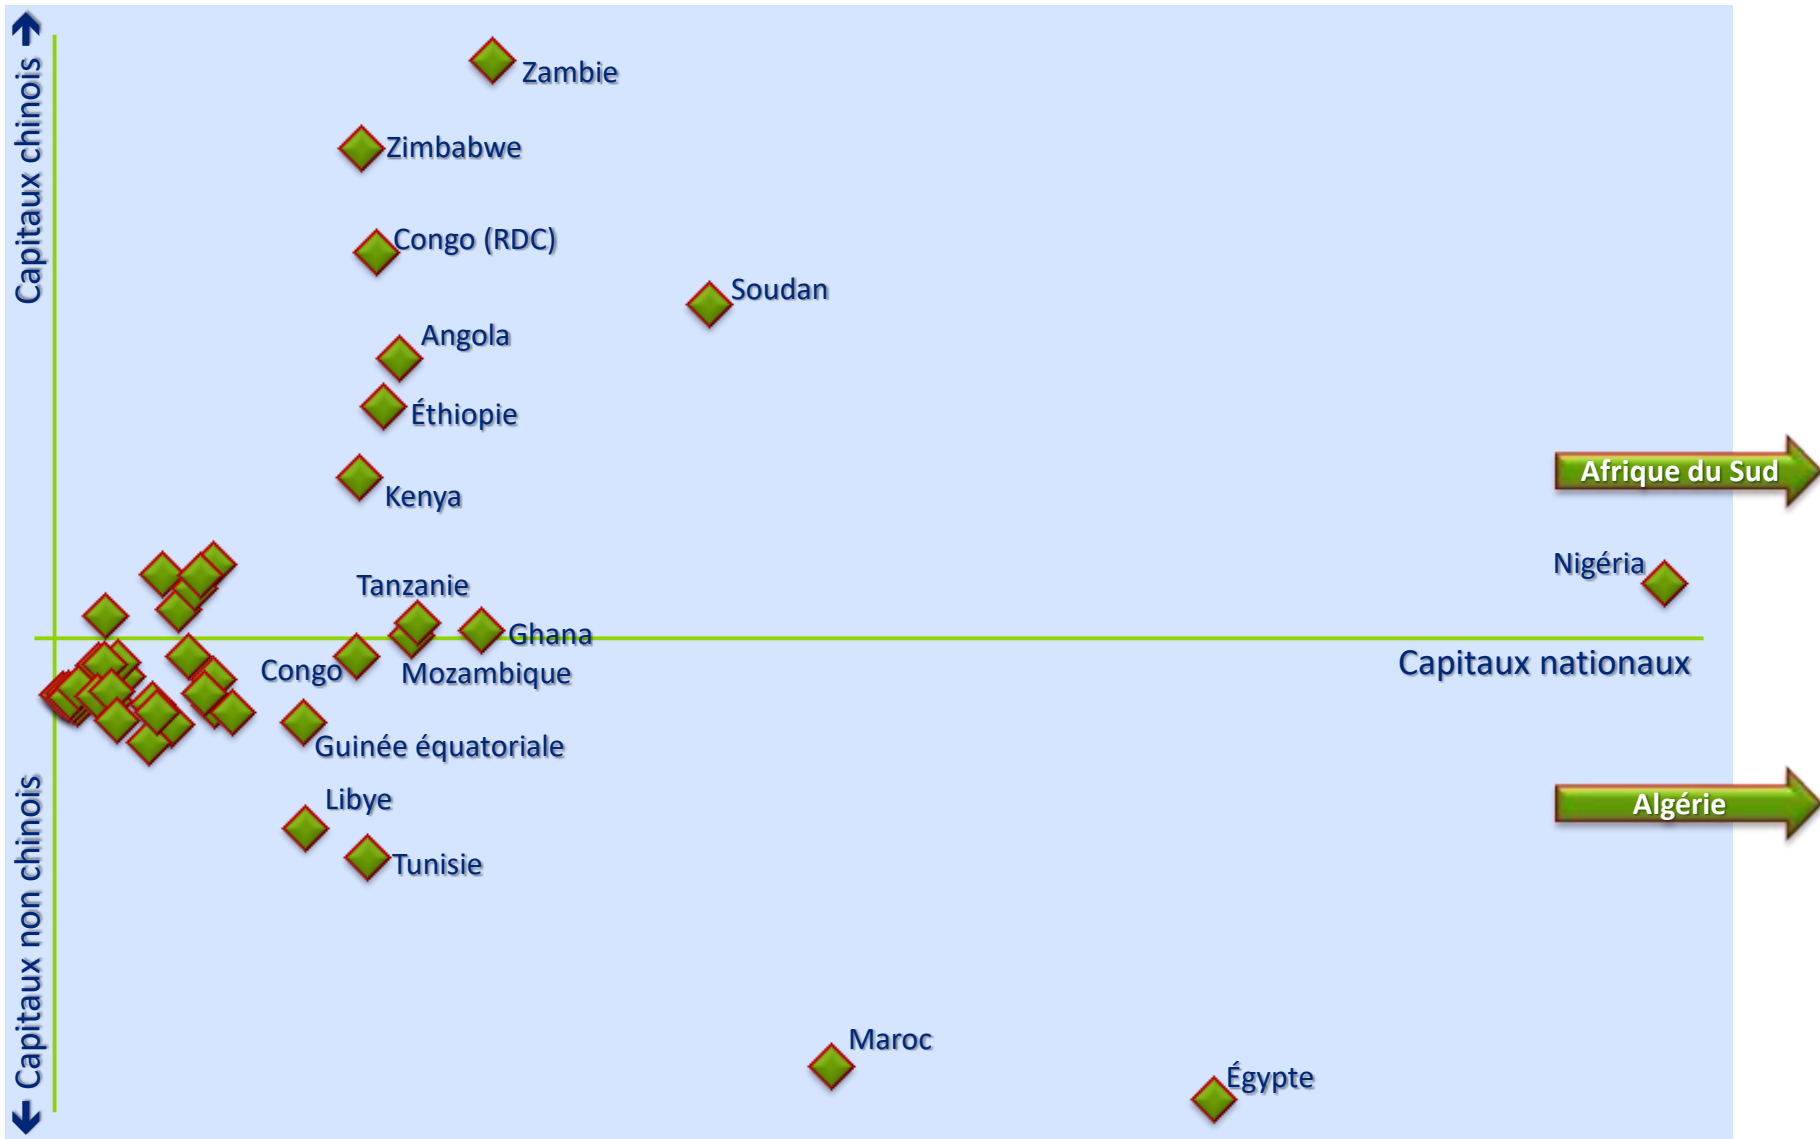 Capitaux chinois →
Zambie
Zimbabwe
Congo (RDC)
Soudan
Angola
Éthiopie
Kenya
Afrique du Sud
Nigéria
Tanzanie
Ghana
Congo
Mozambique
Capitaux nationaux
Guinée équatoriale
Libye
Algérie
Tunisie
← Capitaux non chinois
Maroc
Égypte